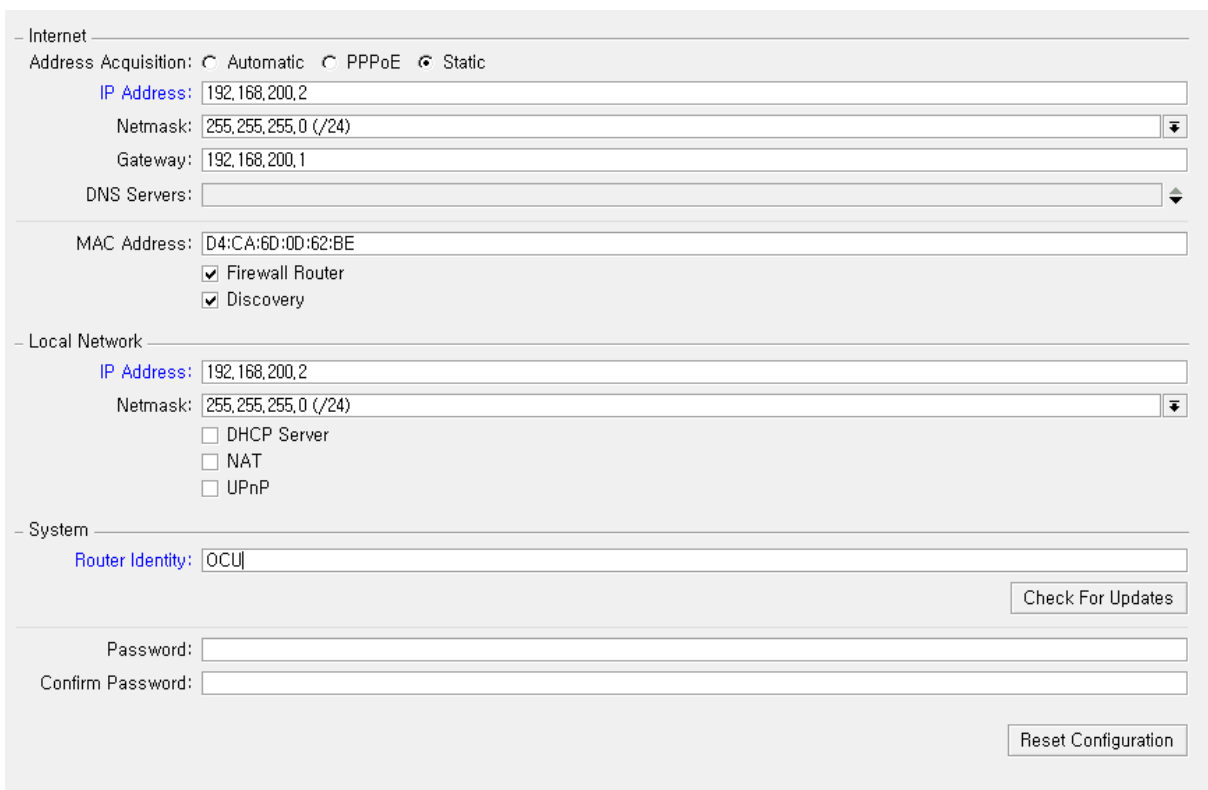 Internet
Address Acquisition: Automatic PPPoE Static
IP Address: 192.168.200.2
Netmask: 255.255.255.0 (/24)
Gateway: 192.168.200.1
DNS Servers:
MAC Address: D4:CA:6D:0D:62:BE
Firewall Router
Discovery
Local Network
IP Address: 192.168.200.2
Netmask: 255.255.255.0 (/24)
DHCP Server
NAT
UPnP
System
Router Identity: OCU
Check For Updates
Password:
Confirm Password:
Reset Configuration